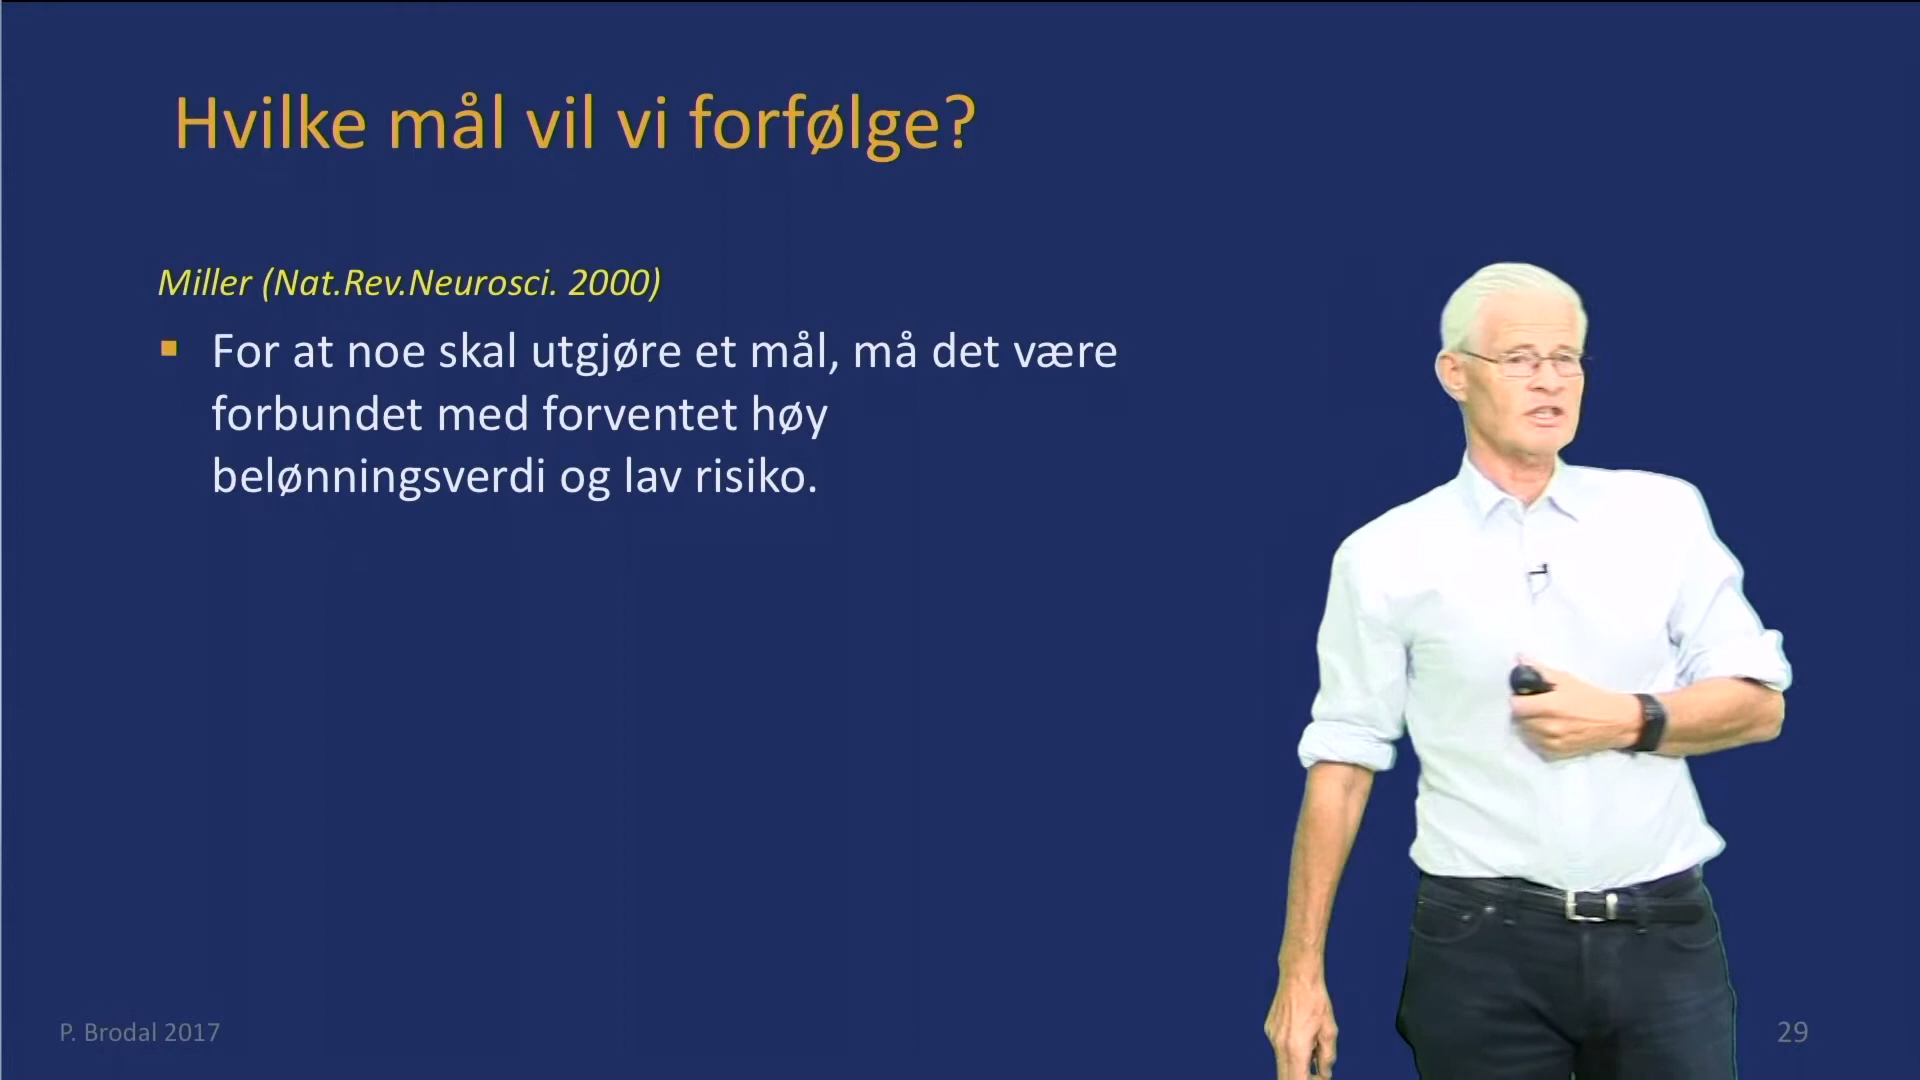 Hvilke mål vil vi forfølge?
Miller (Nat.Rev.Neurosci. 2000)
▪ For at noe skal utgjøre et mål, må det være
forbundet med forventet høy
belønningsverdi og lav risiko.
P. Brodal 2017
29